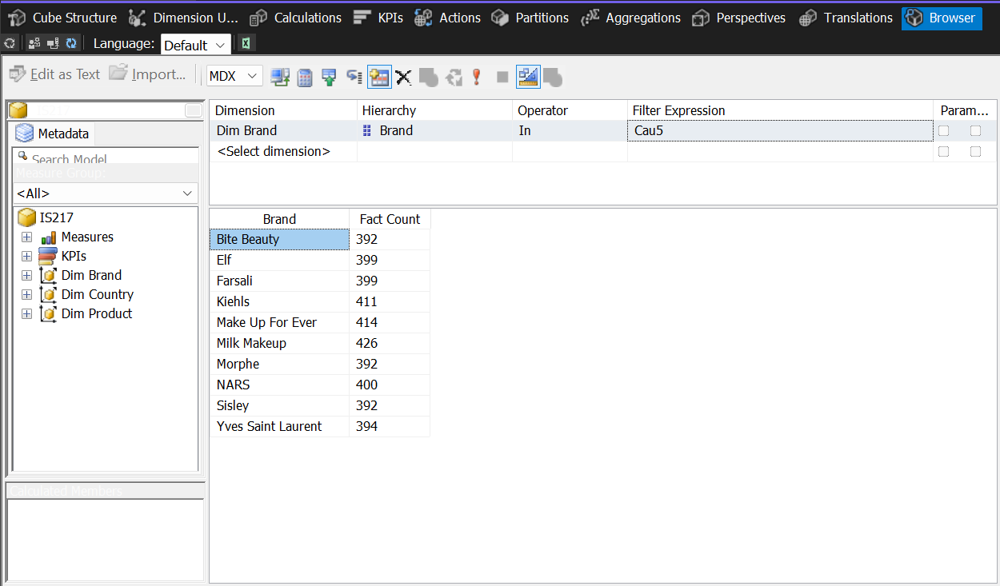 Cube Structure Dimension U... Calculations KPIs Actions Partitions Aggregations Perspectives Translations Browser
Language: Default
Edit as Text Import... MDX
Metadata
Search Model
Measure Group:
<All>
IS217
Measures
KPIs
Dim Brand
Dim Country
Dim Product
Calculated Members
Dimension Hierarchy Operator Filter Expression Param...
Dim Brand Brand In Cau5
<Select dimension>
Brand Fact Count
Bite Beauty 392
Elf 399
Farsali 399
Kiehls 411
Make Up For Ever 414
Milk Makeup 426
Morphe 392
NARS 400
Sisley 392
Yves Saint Laurent 394